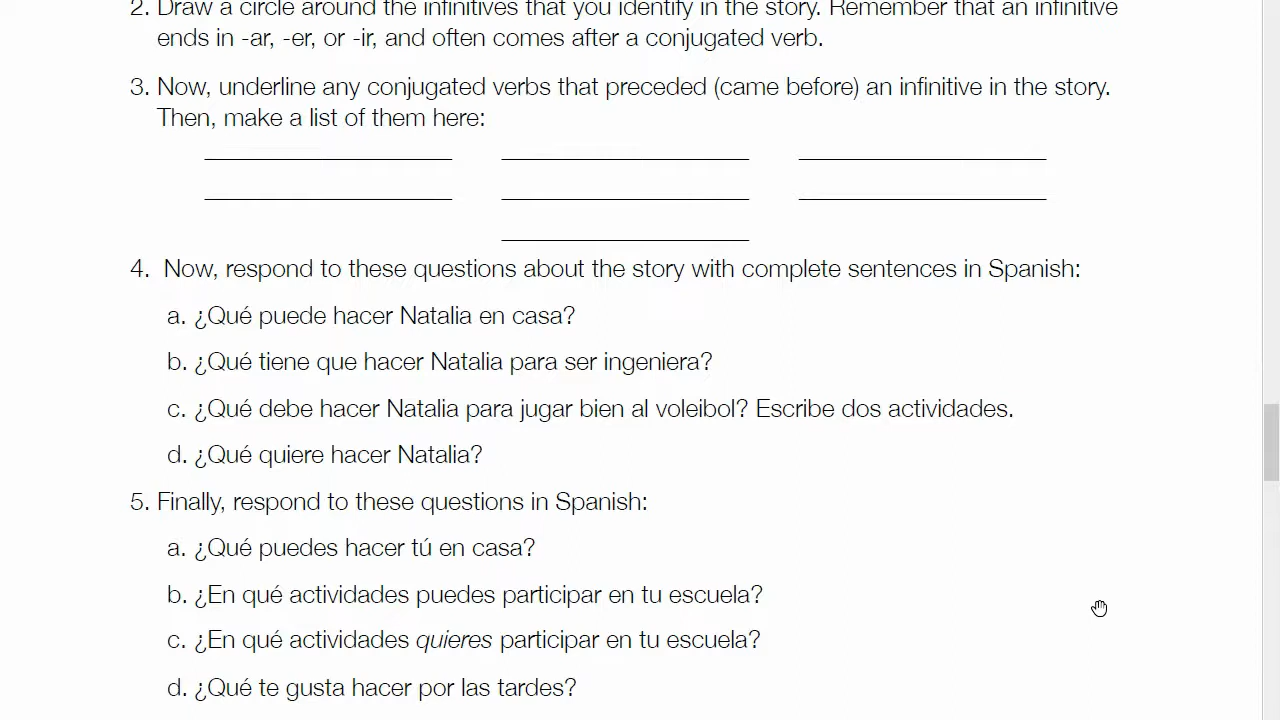 2. Draw a circle around the infinitives that you identify in the story. Remember that an infinitive
ends in -ar, -er, or -ir, and often comes after a conjugated verb.
3. Now, underline any conjugated verbs that preceded (came before) an infinitive in the story.
Then, make a list of them here:
4. Now, respond to these questions about the story with complete sentences in Spanish:
a. ¿Qué puede hacer Natalia en casa?
b. ¿Qué tiene que hacer Natalia para ser ingeniera?
c. ¿Qué debe hacer Natalia para jugar bien al voleibol? Escribe dos actividades.
d. ¿Qué quiere hacer Natalia?
5. Finally, respond to these questions in Spanish:
a. ¿Qué puedes hacer tú en casa?
b. ¿En qué actividades puedes participar en tu escuela?
c. ¿En qué actividades quieres participar en tu escuela?
d. ¿Qué te gusta hacer por las tardes?